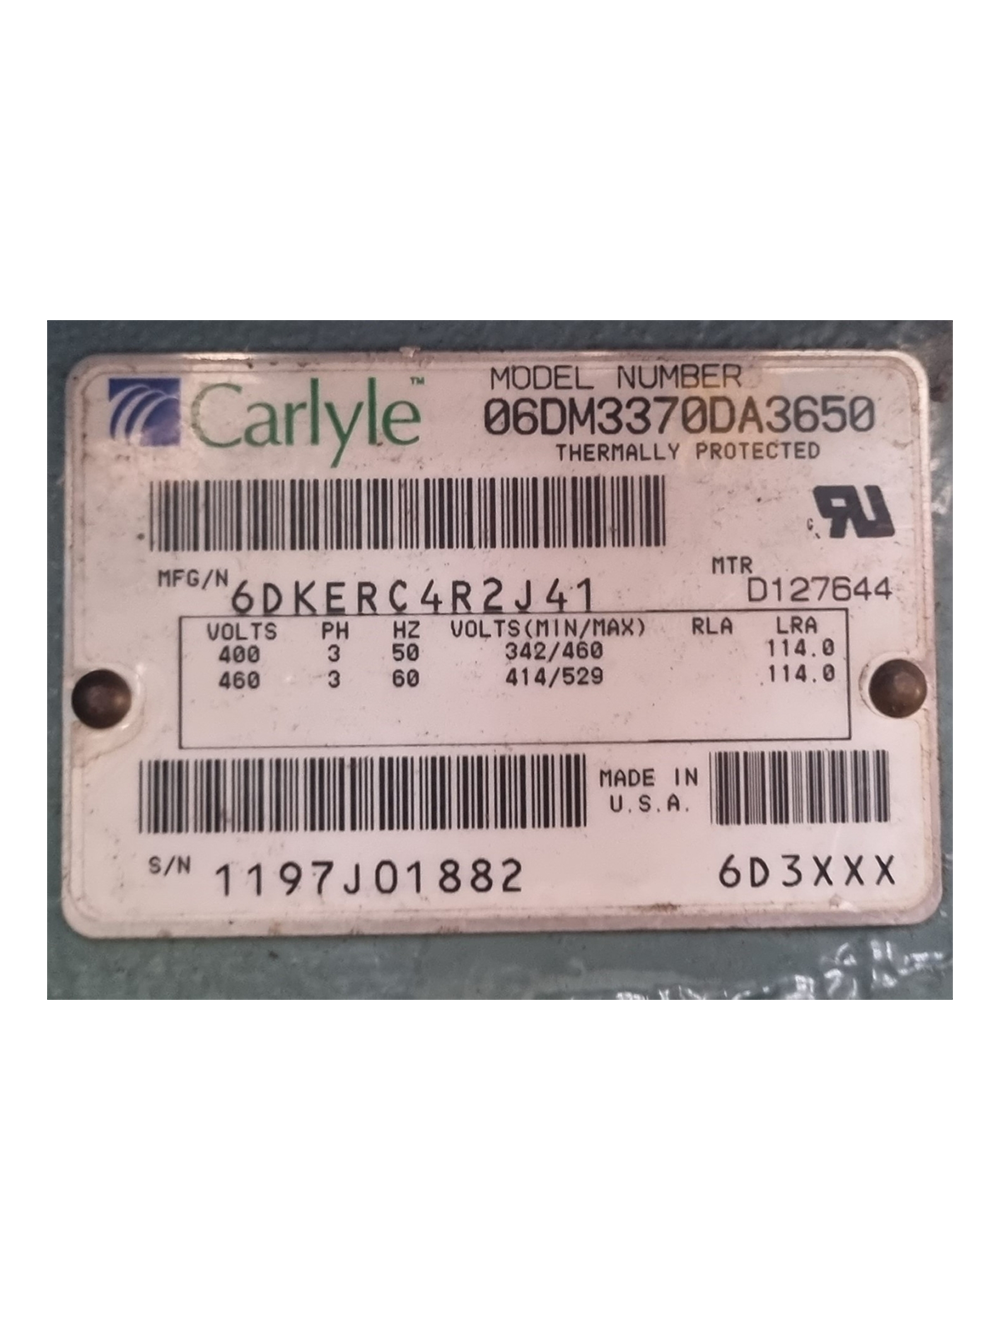 Carlyle™
MODEL NUMBER
06DM3370DA3650
THERMALLY PROTECTED
MFG/N 6DKERC4R2J41
MTR D127644
VOLTS PH HZ VOLTS(MIN/MAX) RLA LRA
400 3 50 342/460 114.0
460 3 60 414/529 114.0
MADE IN
U.S.A.
S/N 1197J01882
6D3XXX